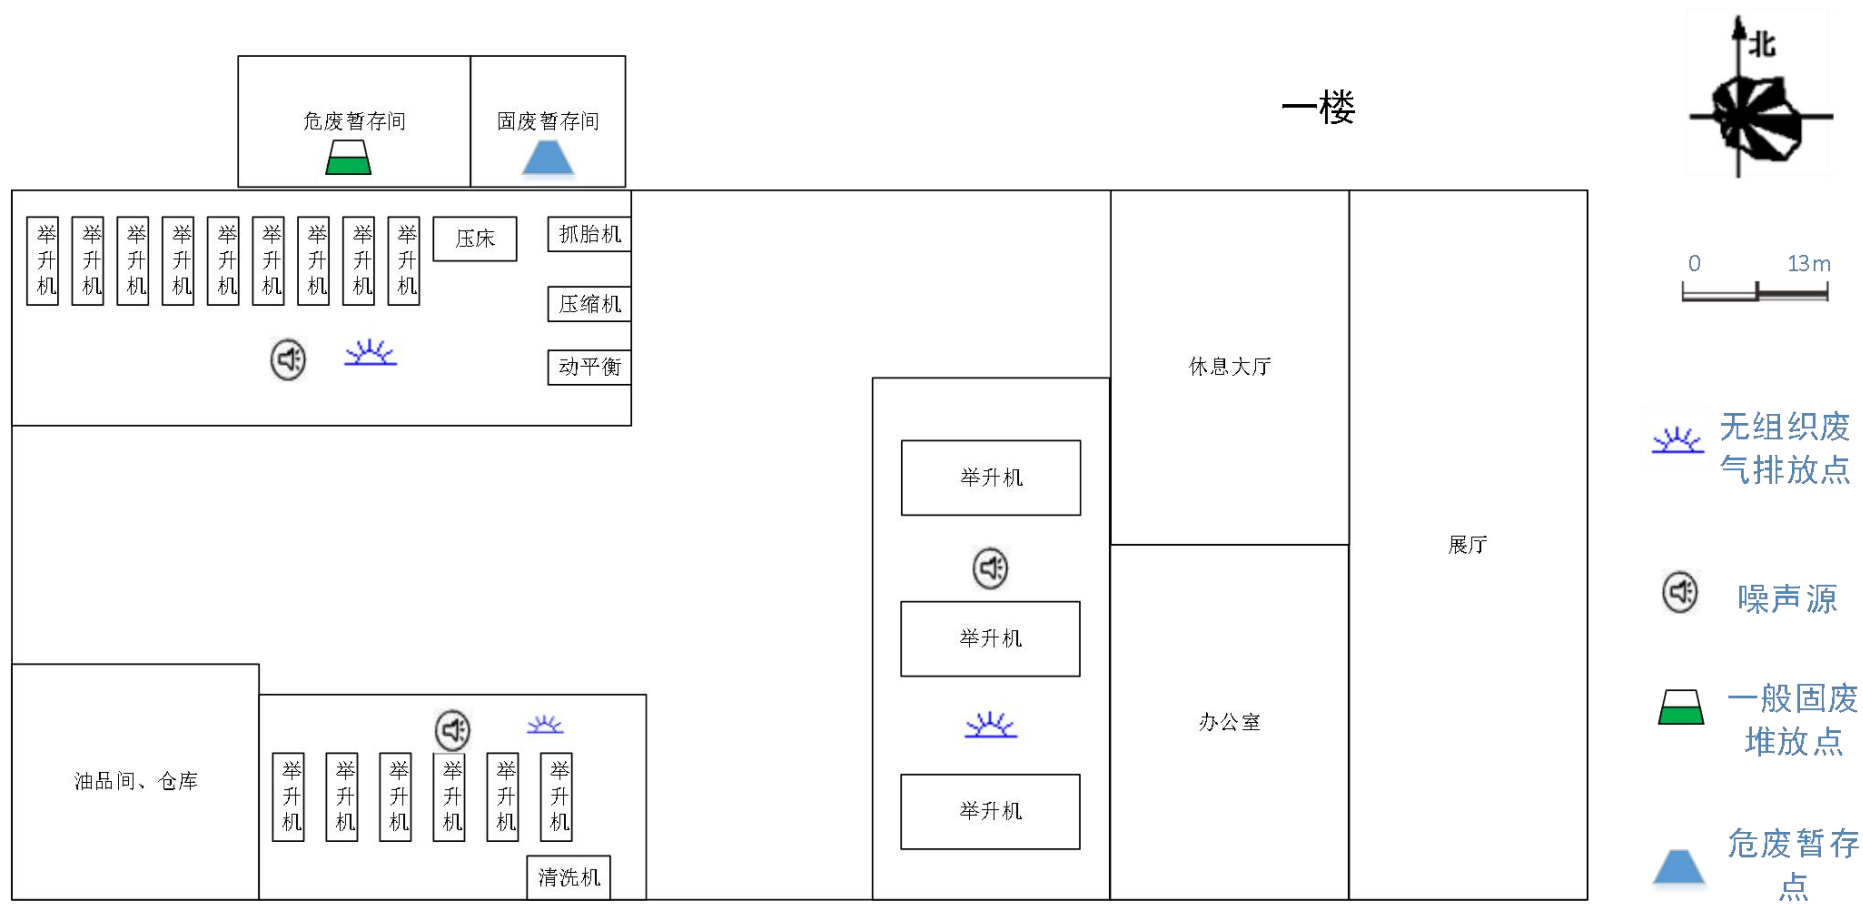 北
一楼
危废暂存间
固废暂存间
举升机
举升机
举升机
举升机
举升机
举升机
举升机
举升机
举升机
压床
抓胎机
压缩机
动平衡
0
13m
休息大厅
展厅
举升机
举升机
举升机
办公室
油品间、仓库
举升机
举升机
举升机
举升机
举升机
举升机
清洗机
无组织废
气排放点
噪声源
一般固废
堆放点
危废暂存
点